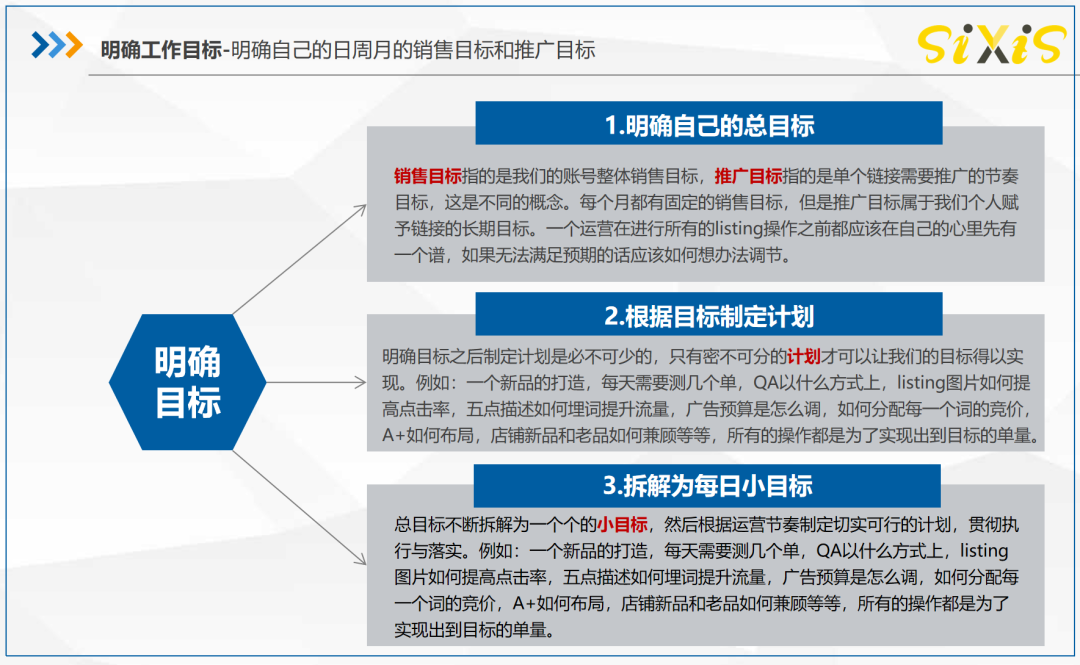 明确工作目标-明确自己的日周月的销售目标和推广目标
SiXiS
1.明确自己的总目标
销售目标指的是我们的账号整体销售目标，推广目标指的是单个链接需要推广的节奏
目标，这是不同的概念。每个月都有固定的销售目标，但是推广目标属于我们个人赋
予链接的长期目标。一个运营在进行所有的listing操作之前都应该在自己的心里先有
一个谱，如果无法满足预期的话应该如何想办法调节。
明确
目标
2.根据目标制定计划
明确目标之后制定计划是必不可少的，只有密不可分的计划才可以让我们的目标得以实
现。例如：一个新品的打造，每天需要测几个单，QA以什么方式上，listing图片如何提
高点击率，五点描述如何埋词提升流量，广告预算是怎么调，如何分配每一个词的竞价，
A+如何布局，店铺新品和老品如何兼顾等等，所有的操作都是为了实现出到目标的单量。
3.拆解为每日小目标
总目标不断拆解为一个个的小目标，然后根据运营节奏制定切实可行的计划，贯彻执
行与落实。例如：一个新品的打造，每天需要测几个单，QA以什么方式上，listing
图片如何提高点击率，五点描述如何埋词提升流量，广告预算是怎么调，如何分配每
一个词的竞价，A+如何布局，店铺新品和老品如何兼顾等等，所有的操作都是为了
实现出到目标的单量。